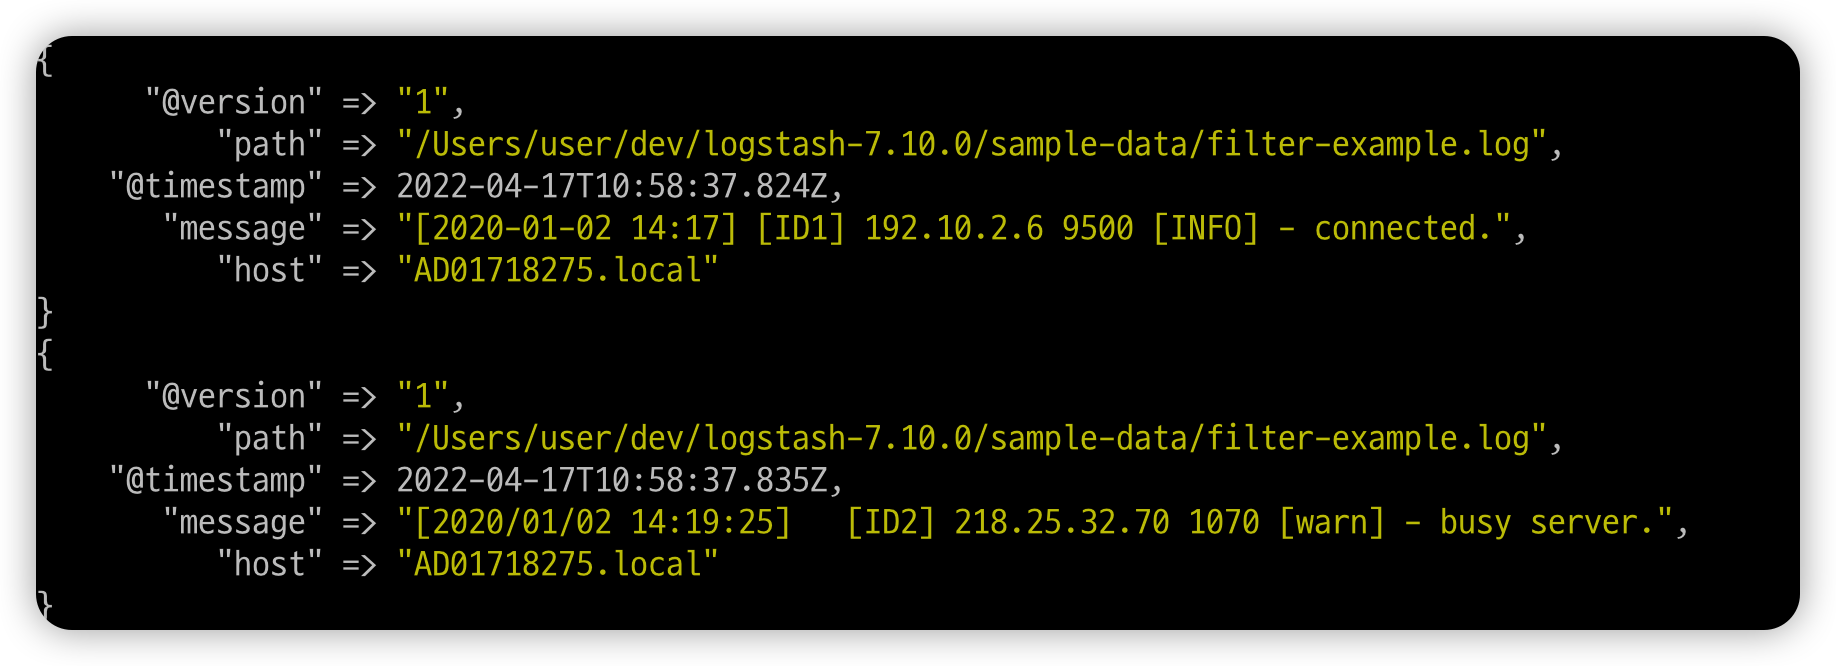 {
"@version" => "1",
"path" => "/Users/user/dev/logstash-7.10.0/sample-data/filter-example.log",
"@timestamp" => 2022-04-17T10:58:37.824Z,
"message" => "[2020-01-02 14:17] [ID1] 192.10.2.6 9500 [INFO] - connected.",
"host" => "AD01718275.local"
}
{
"@version" => "1",
"path" => "/Users/user/dev/logstash-7.10.0/sample-data/filter-example.log",
"@timestamp" => 2022-04-17T10:58:37.835Z,
"message" => "[2020/01/02 14:19:25]   [ID2] 218.25.32.70 1070 [warn] - busy server.",
"host" => "AD01718275.local"
}